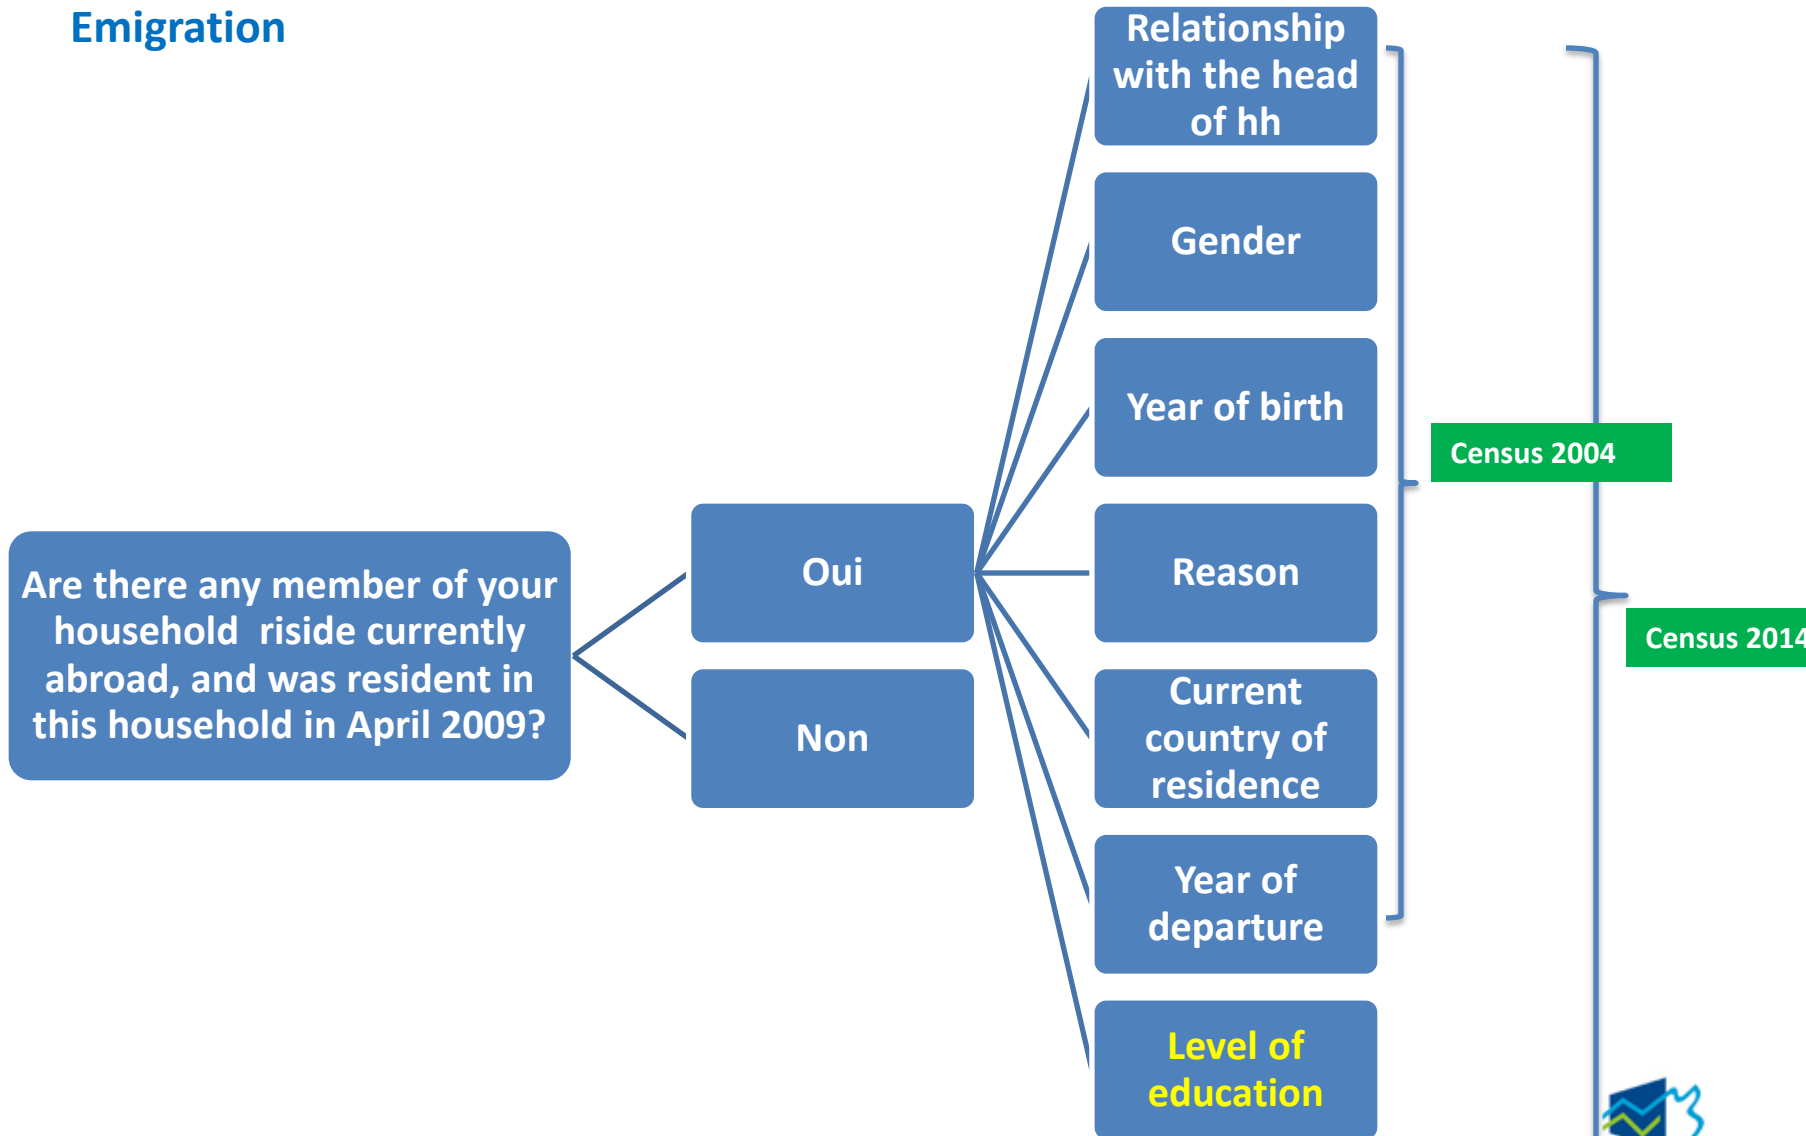 Emigration
Relationship
with the head
of hh
Gender
Year of birth
Census 2004
Are there any member of your
household riside currently
abroad, and was resident in
this household in April 2009?
Oui
Reason
Census 2014
Non
Current
country of
residence
Year of
departure
Level of
education